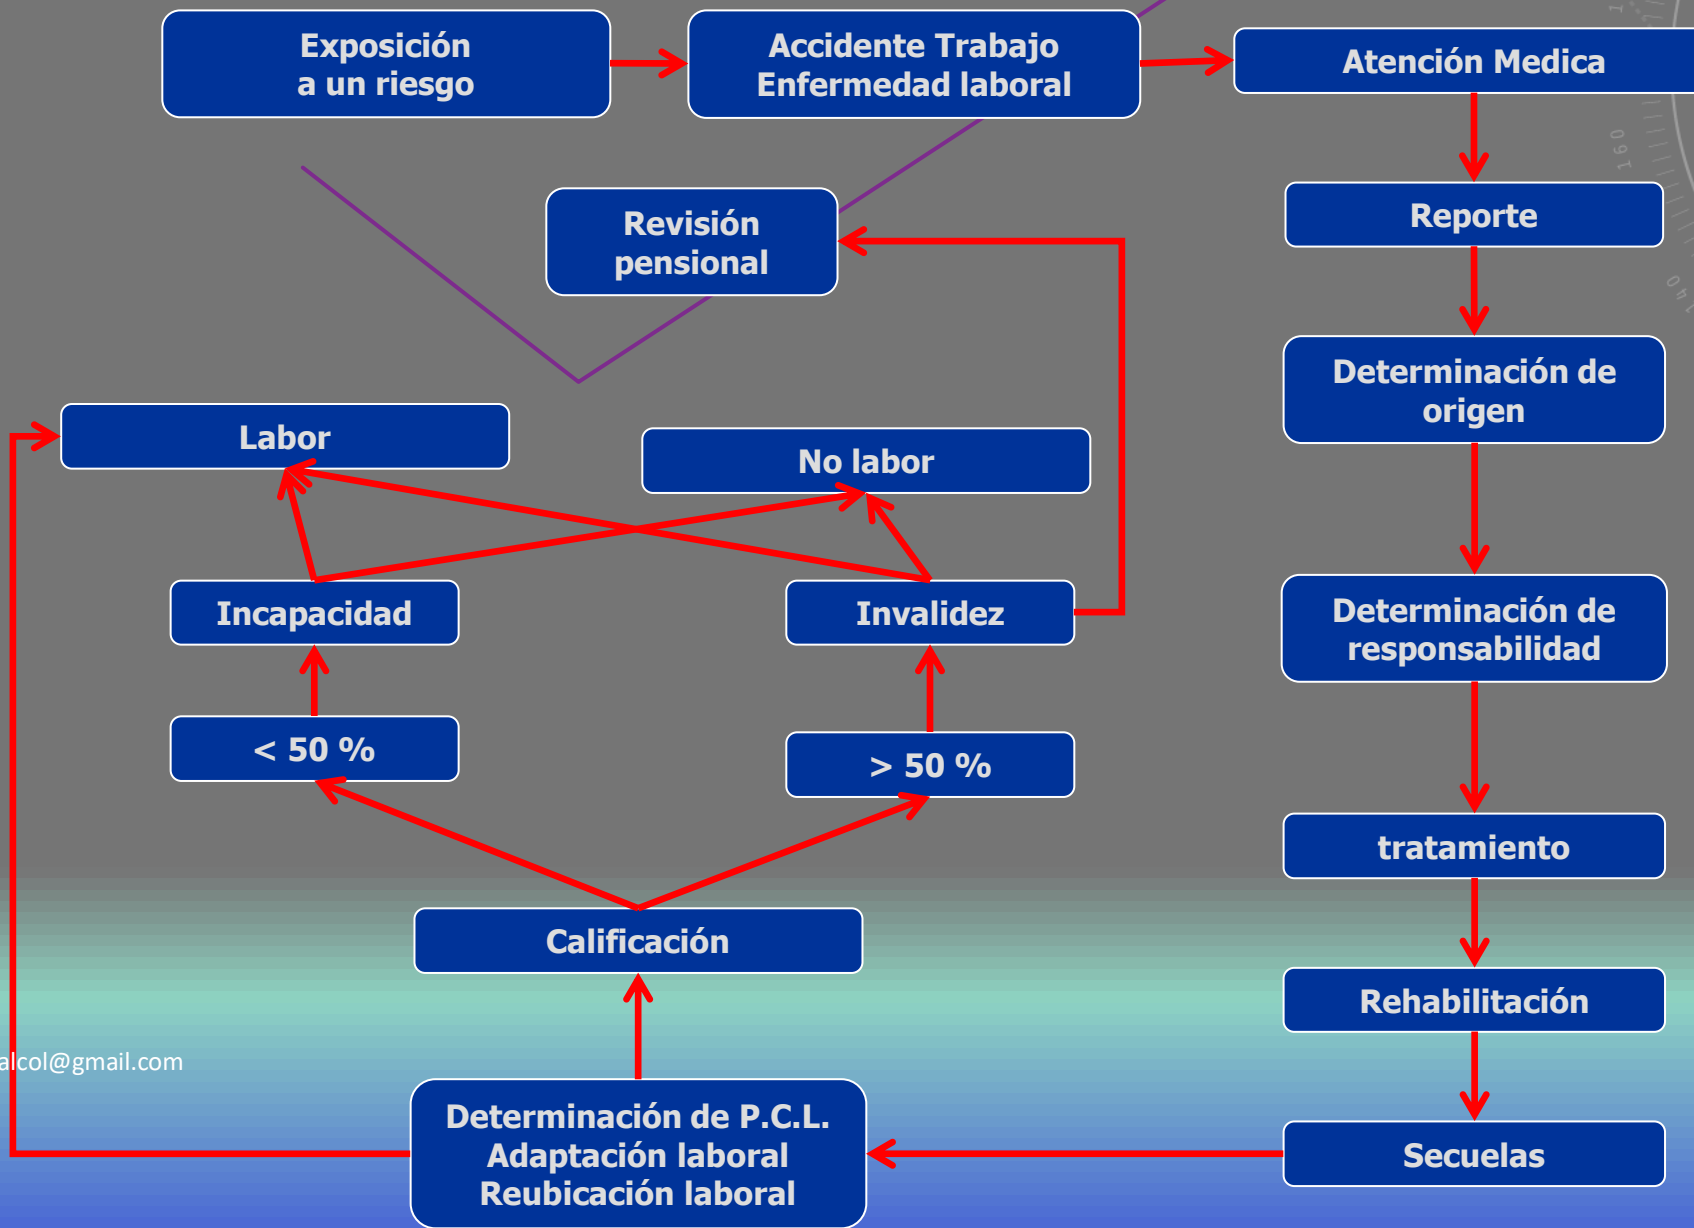 Exposición
a un riesgo
Accidente Trabajo
Enfermedad laboral
Atención Medica
Reporte
Revisión
pensional
Determinación de
origen
Labor
No labor
Incapacidad
Invalidez
Determinación de
responsabilidad
< 50 %
> 50 %
tratamiento
Calificación
Rehabilitación
alcol@gmail.com
Determinación de P.C.L.
Adaptación laboral
Reubicación laboral
Secuelas
160